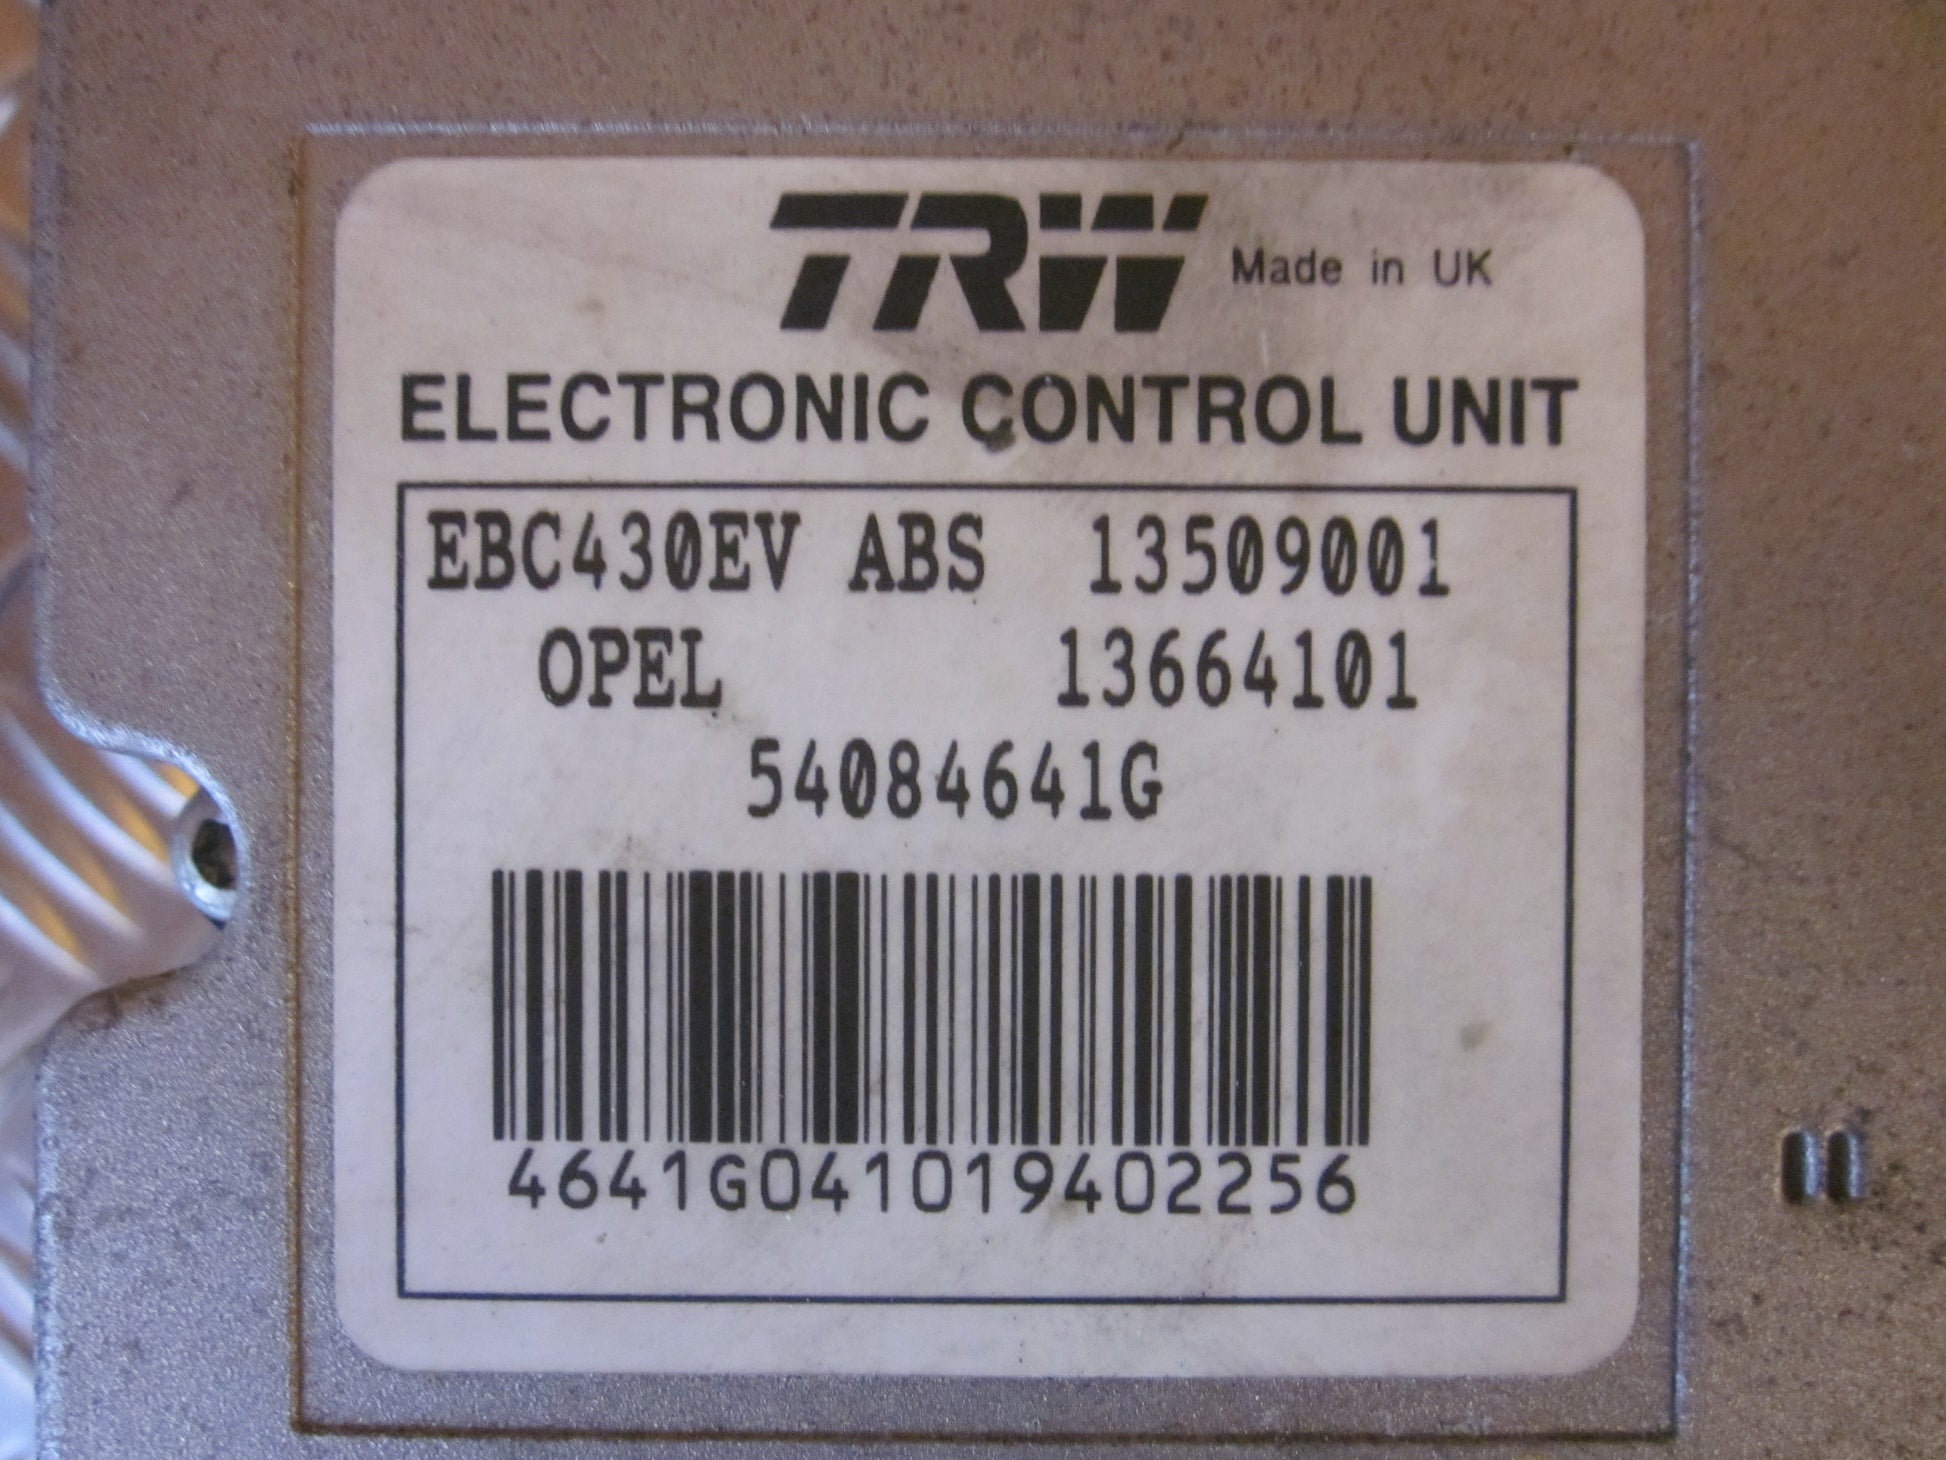 TRW Made in UK
ELECTRONIC CONTROL UNIT
EBC430EV ABS 13509001
OPEL 13664101
54084641G
4641G041019402256